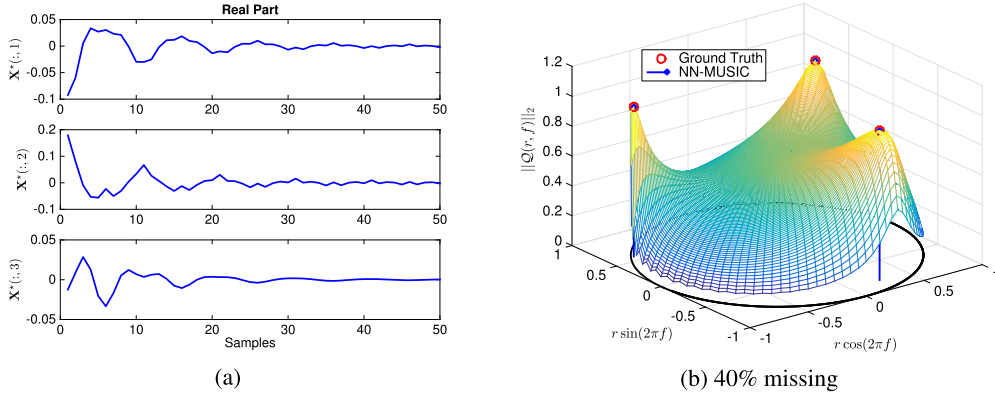 Real Part
X*(:, 1)
0.05
0
-0.05
-0.1
0 10 20 30 40 50
X*(:, 2)
0.2
0.1
0
-0.1
0 10 20 30 40 50
X*(:, 3)
0.05
0
-0.05
0 10 20 30 40 50
Samples
(a)
Ground Truth
NN-MUSIC
||Q(r, f)||₂
1.2
1
0.8
0.6
0.4
0.2
0
1
0.5
0
-0.5
-1
r sin(2πf)
-1
-0.5
0
0.5
r cos(2πf)
(b) 40% missing